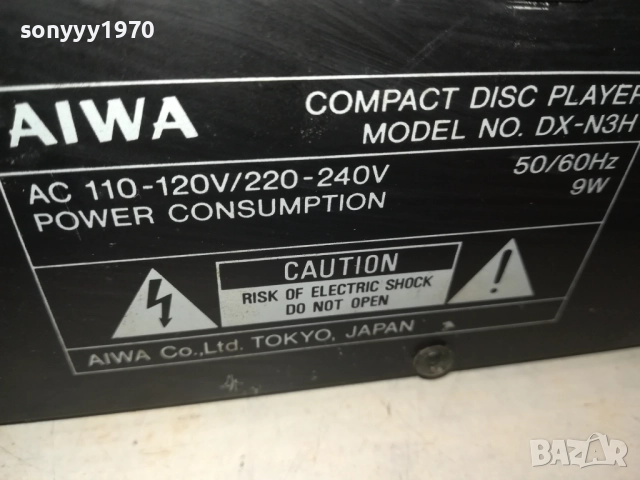 sonyyy1970
AIWA
COMPACT DISC PLAYER
MODEL NO. DX-N3H
AC 110-120V/220-240V
50/60Hz
POWER CONSUMPTION
9W
CAUTION
RISK OF ELECTRIC SHOCK
DO NOT OPEN
AIWA Co.,Ltd. TOKYO, JAPAN
BAZAR